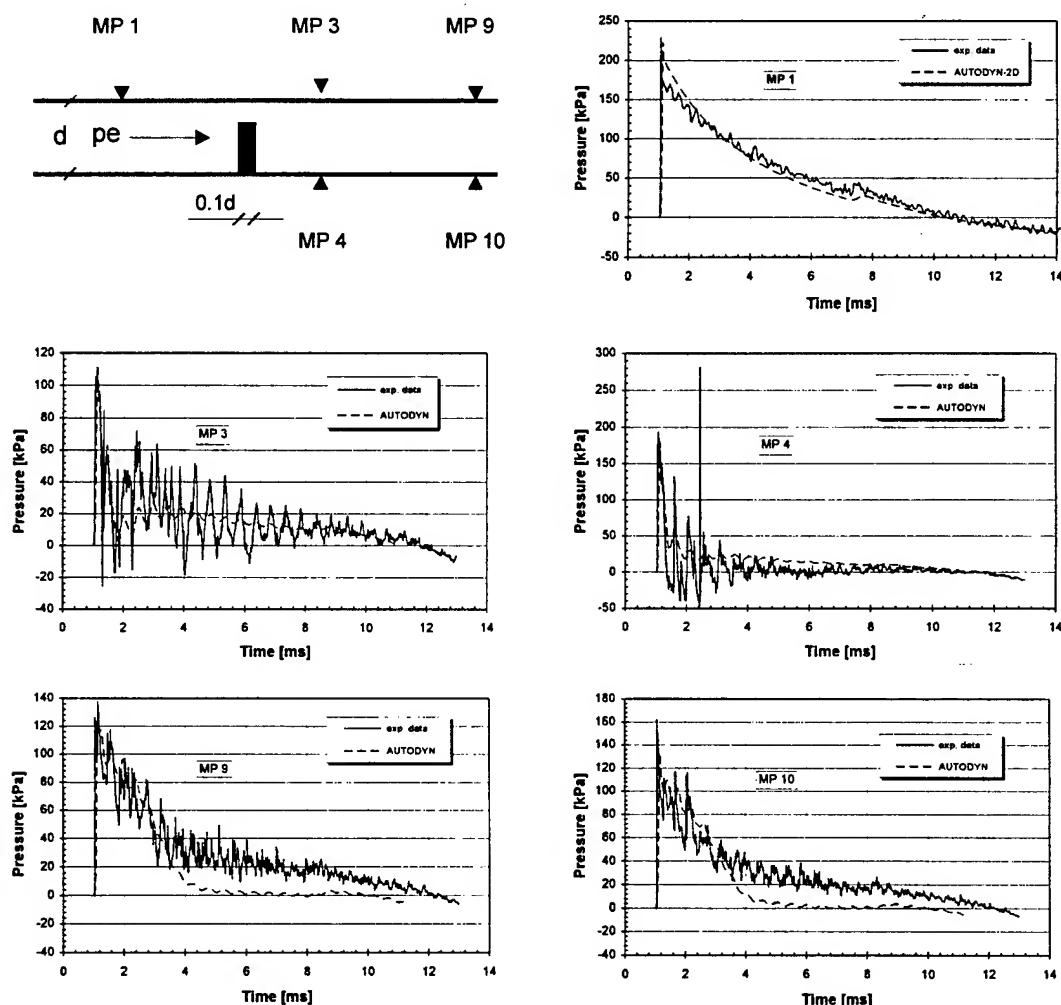 MP 1 MP 3 MP 9
d pe
0.1d
MP 4 MP 10
250
200
150
100
50
0
-50
Pressure [kPa]
exp. data
AUTODYN-2D
MP 1
0 2 4 6 8 10 12 14
Time [ms]
120
100
80
60
40
20
0
-20
-40
Pressure [kPa]
exp. data
AUTODYN
MP 3
0 2 4 6 8 10 12 14
Time [ms]
300
250
200
150
100
50
0
-50
Pressure [kPa]
exp. data
AUTODYN
MP 4
0 2 4 6 8 10 12 14
Time [ms]
140
120
100
80
60
40
20
0
-20
-40
Pressure [kPa]
exp. data
AUTODYN
MP 9
0 2 4 6 8 10 12 14
Time [ms]
180
160
140
120
100
80
60
40
20
0
-20
-40
Pressure [kPa]
exp. data
AUTODYN
MP 10
0 2 4 6 8 10 12 14
Time [ms]